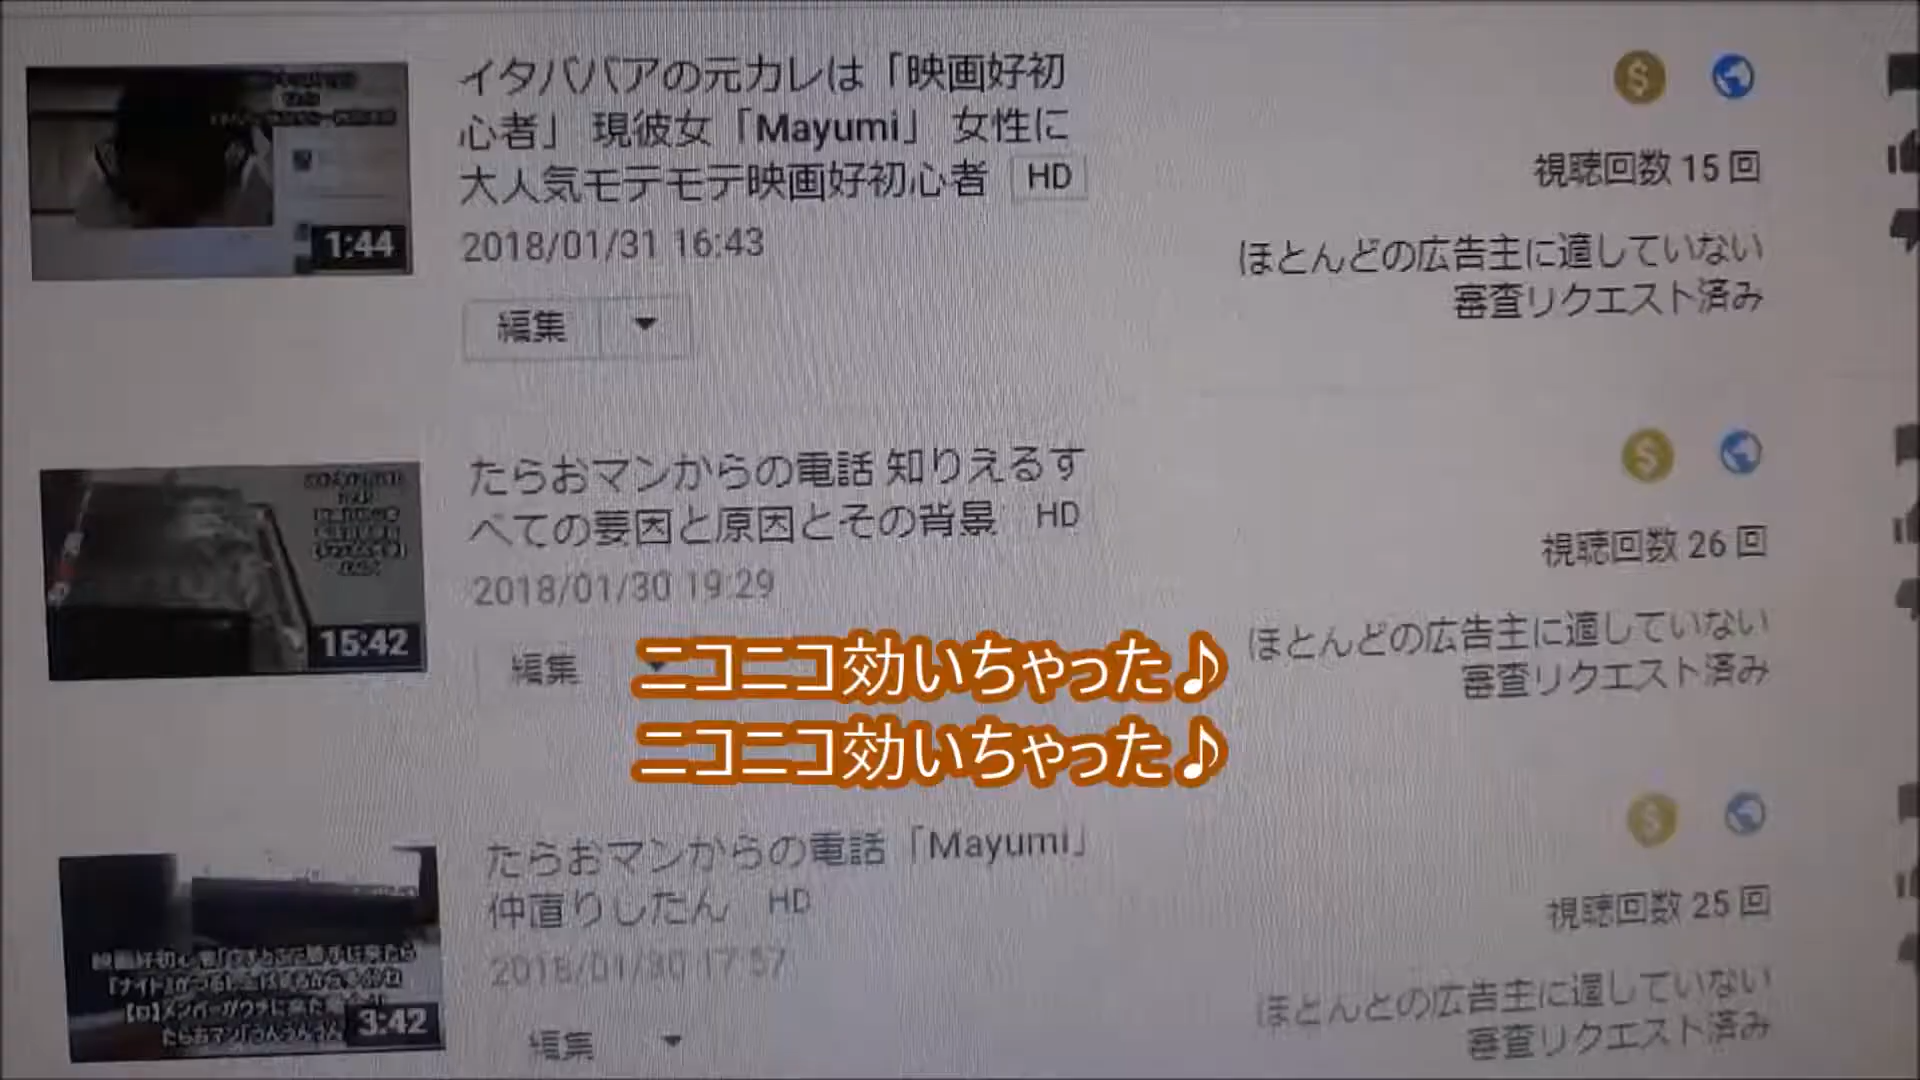 イタババアの元カレは「映画好初
心者」 現彼女「Mayumi」 女性に
大人気モテモテ映画好初心者 HD
2018/01/31 16:43
編集
1:44
視聴回数 15 回
ほとんどの広告主に適していない
審査リクエスト済み
たらおマンからの電話 知りえるす
べての要因と原因とその背景 HD
2018/01/30 19:29
編集
15:42
視聴回数 26 回
ほとんどの広告主に適していない
審査リクエスト済み
ニコニコ効いちゃった♪
ニコニコ効いちゃった♪
たらおマンからの電話「Mayumi」
仲直りしたん HD
2018/01/30 17:57
編集
3:42
視聴回数 25 回
ほとんどの広告主に適していない
審査リクエスト済み